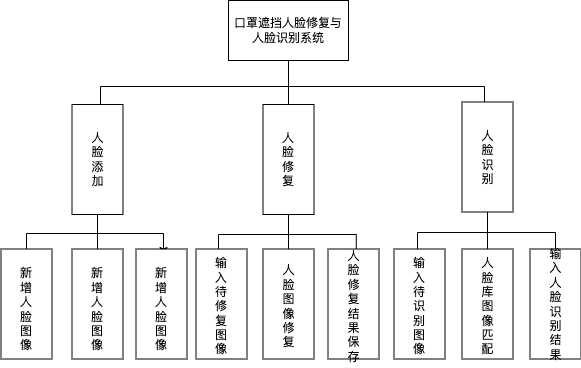 口罩遮挡人脸修复与
人脸识别系统
人脸添加
人脸修复
人脸识别
新增人脸图像
新增人脸图像
新增人脸图像
输入待修复图像
人脸图像修复
人脸修复结果保存
输入待识别图像
人脸库图像匹配
输入人脸识别结果